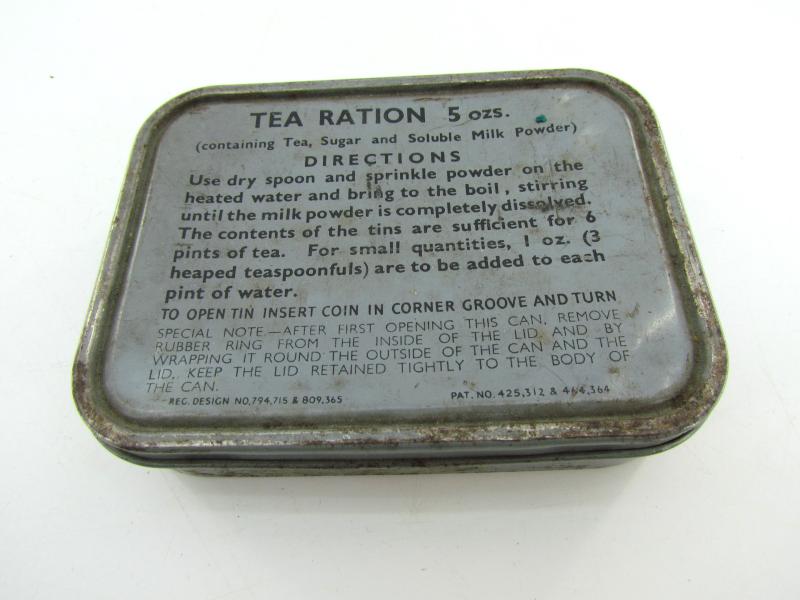 TEA RATION 5 ozs.
(containing Tea, Sugar and Soluble Milk Powder)
DIRECTIONS
Use dry spoon and sprinkle powder on the
heated water and bring to the boil, stirring
until the milk powder is completely dissolved.
The contents of the tins are sufficient for 6
pints of tea. For small quantities, 1 oz. (3
heaped teaspoonfuls) are to be added to each
pint of water.
TO OPEN TIN INSERT COIN IN CORNER GROOVE AND TURN
SPECIAL NOTE.—AFTER FIRST OPENING THIS CAN, REMOVE
RUBBER RING FROM THE INSIDE OF THE LID AND BY
WRAPPING IT ROUND THE OUTSIDE OF THE CAN AND THE
LID, KEEP THE LID RETAINED TIGHTLY TO THE BODY OF
THE CAN.
REG. DESIGN NO, 794,715 & 809,365 PAT. NO. 425,312 & 464,364